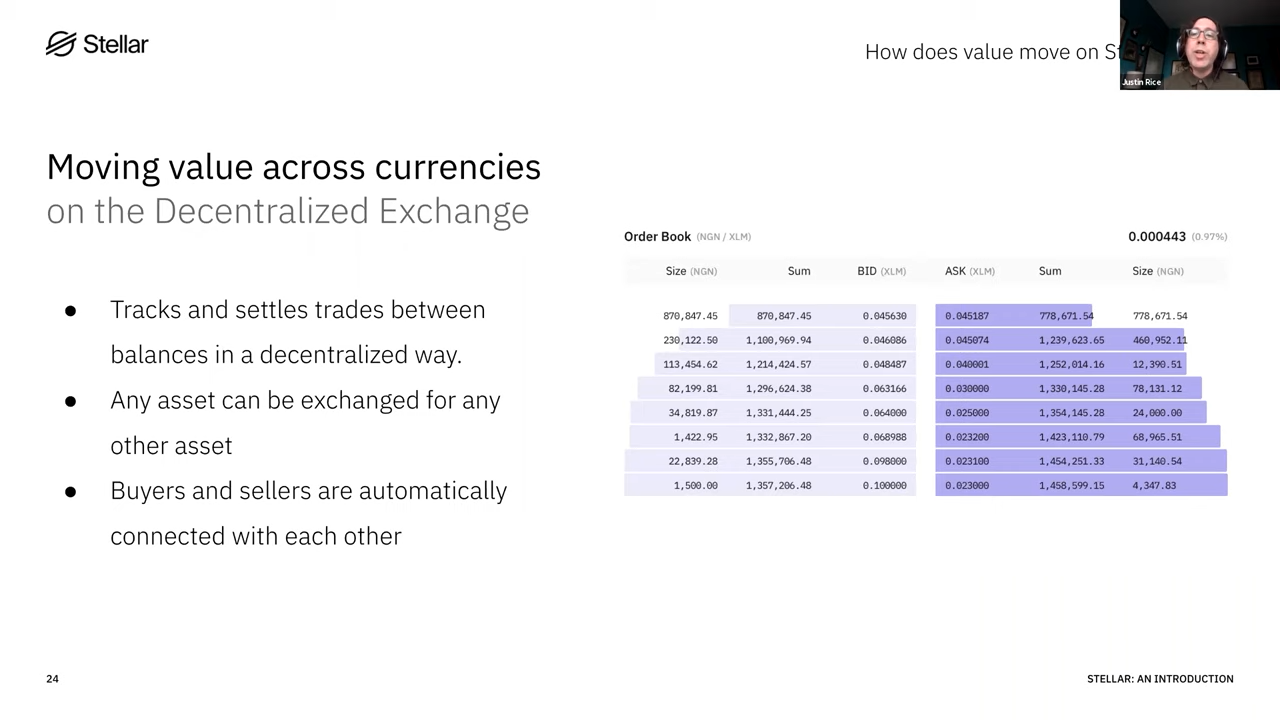 Stellar
How does value move on St
Justin Rice
Moving value across currencies
on the Decentralized Exchange
● Tracks and settles trades between
balances in a decentralized way.
● Any asset can be exchanged for any
other asset
● Buyers and sellers are automatically
connected with each other
Order Book (NGN / XLM) 0.000443 (0.97%)
Size (NGN) Sum BID (XLM) ASK (XLM) Sum Size (NGN)
870,847.45 870,847.45 0.045630 0.045187 778,671.54 778,671.54
230,122.50 1,100,969.94 0.046086 0.045074 1,239,623.65 460,952.11
113,454.62 1,214,424.57 0.048487 0.040001 1,252,014.16 12,390.51
82,199.81 1,296,624.38 0.063166 0.030000 1,330,145.28 78,131.12
34,819.87 1,331,444.25 0.064000 0.025000 1,354,145.28 24,000.00
1,422.95 1,332,867.20 0.068988 0.023200 1,423,110.79 68,965.51
22,839.28 1,355,706.48 0.098000 0.023100 1,454,251.33 31,140.54
1,500.00 1,357,206.48 0.100000 0.023000 1,458,599.15 4,347.83
24
STELLAR: AN INTRODUCTION